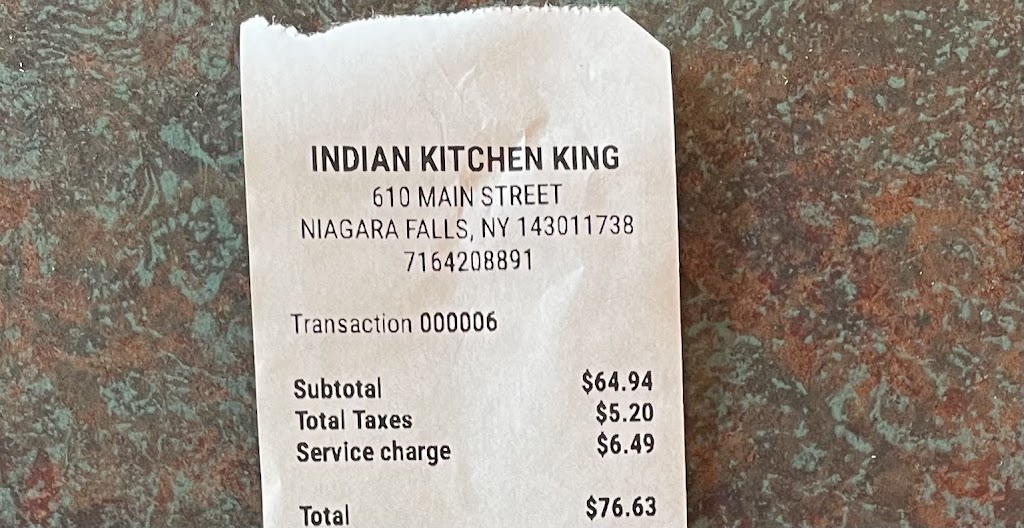 INDIAN KITCHEN KING
610 MAIN STREET
NIAGARA FALLS, NY 143011738
7164208891
Transaction 000006
Subtotal $64.94
Total Taxes $5.20
Service charge $6.49
Total $76.63